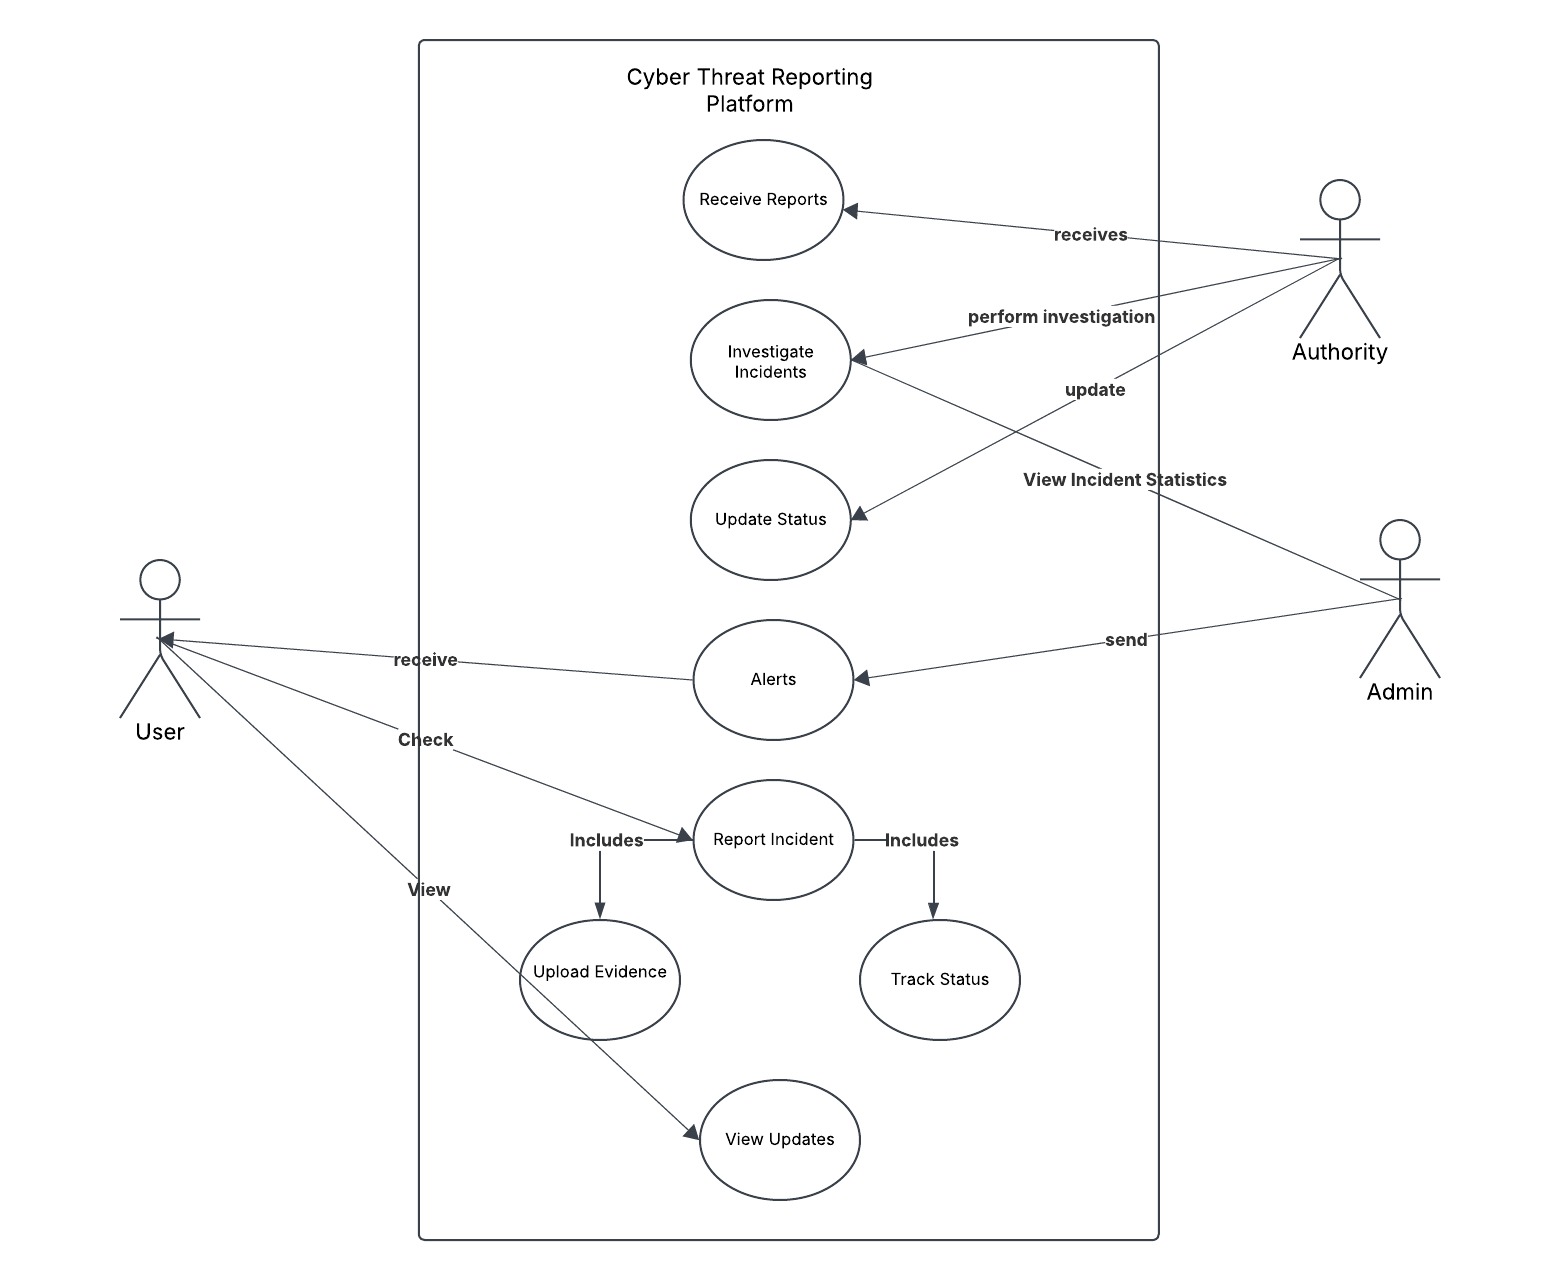 Cyber Threat Reporting
Platform
Receive Reports
receives
perform investigation
Investigate
Incidents
Authority
update
View Incident Statistics
Update Status
receive
Alerts
send
Admin
User
Check
Includes
Report Incident
Includes
View
Upload Evidence
Track Status
View Updates